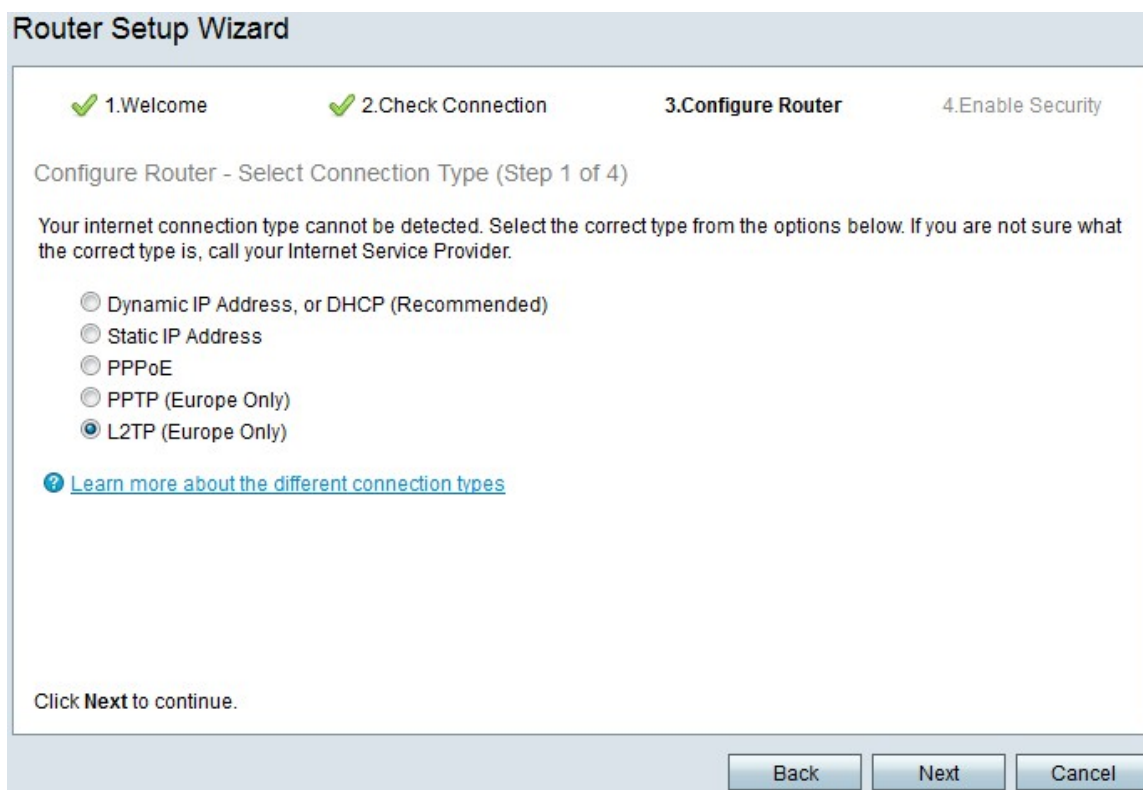 Router Setup Wizard
1.Welcome
2.Check Connection
3.Configure Router
4.Enable Security
Configure Router - Select Connection Type (Step 1 of 4)
Your internet connection type cannot be detected. Select the correct type from the options below. If you are not sure what
the correct type is, call your Internet Service Provider.
Dynamic IP Address, or DHCP (Recommended)
Static IP Address
PPPoE
PPTP (Europe Only)
L2TP (Europe Only)
? Learn more about the different connection types
Click Next to continue.
Back
Next
Cancel